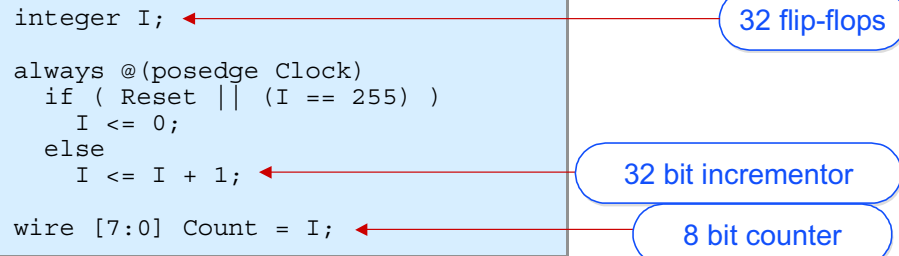 integer I;
32 flip-flops
always @(posedge Clock)
if ( Reset || (I == 255) )
I <= 0;
else
I <= I + 1;
32 bit incrementor
wire [7:0] Count = I;
8 bit counter